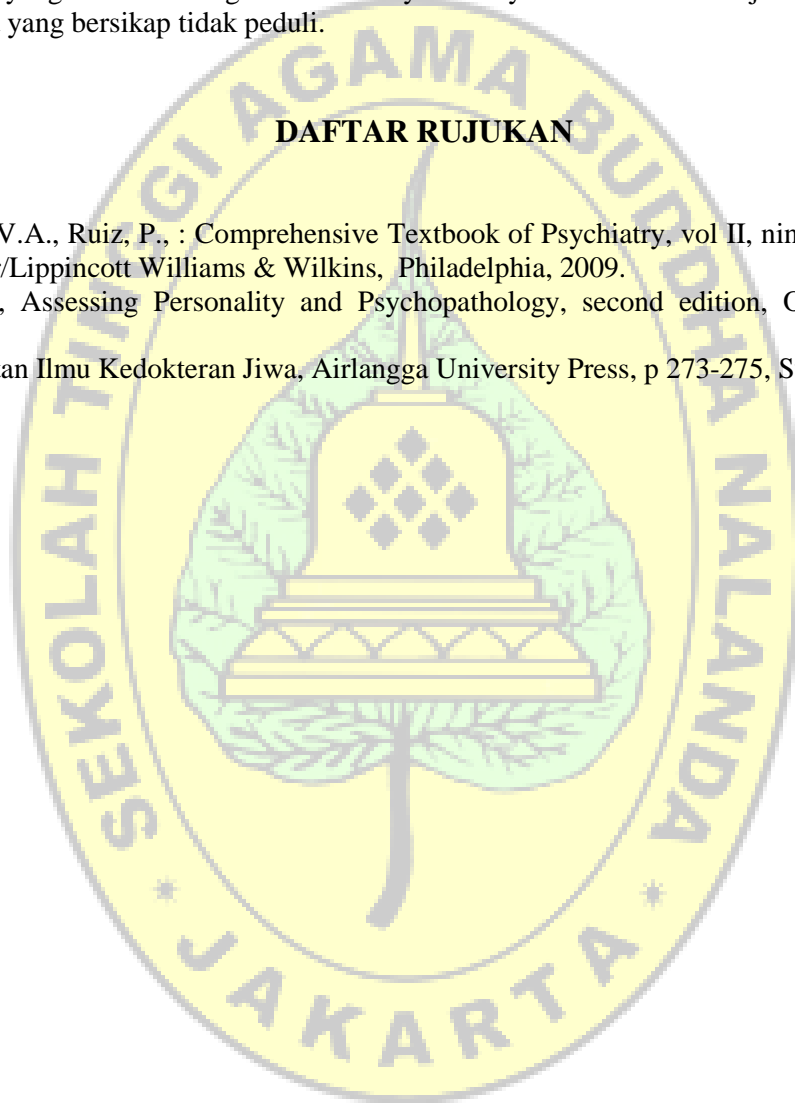 yang bersikap tidak peduli.
DAFTAR RUJUKAN
V.A., Ruiz, P., : Comprehensive Textbook of Psychiatry, vol II, nin
/Lippincott Williams & Wilkins, Philadelphia, 2009.
, Assessing Personality and Psychopathology, second edition,
tan Ilmu Kedokteran Jiwa, Airlangga University Press, p 273-275, S
SEKOLAH TINGGI AGAMA BUDDHA NALANDA
* JAKARTA *